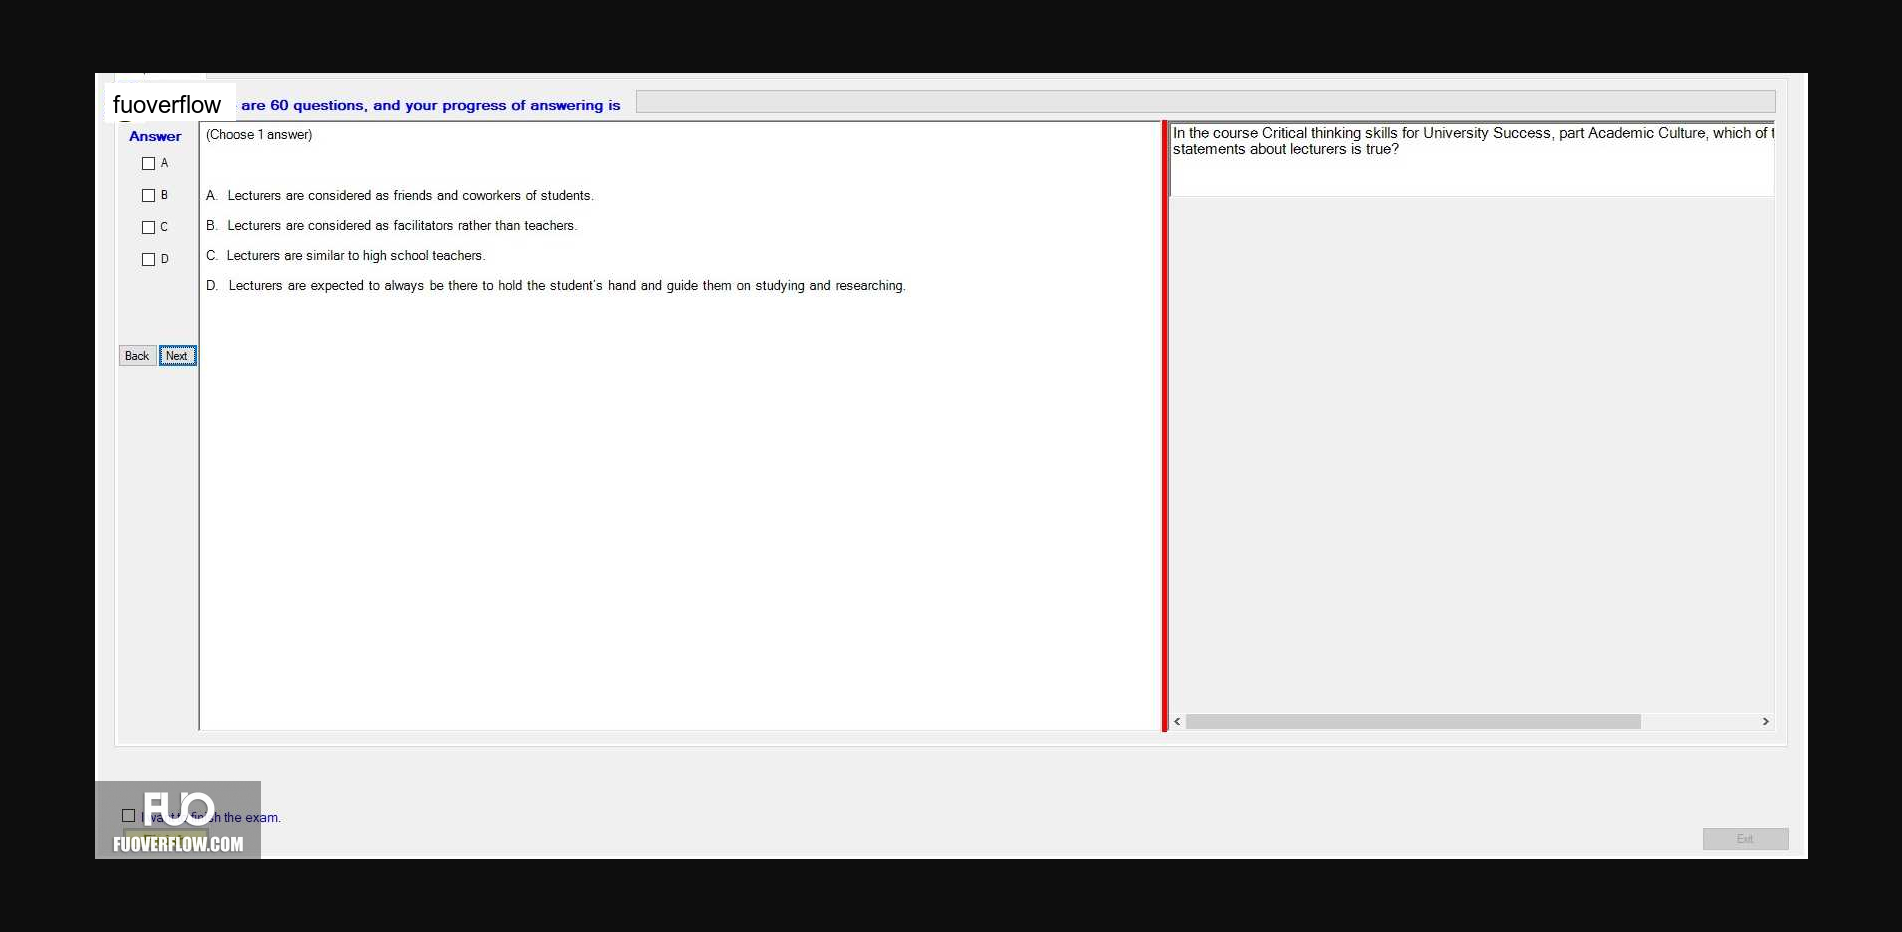 fuoverflow are 60 questions, and your progress of answering is
Answer
(Choose 1 answer)
A
B
C
D
A. Lecturers are considered as friends and coworkers of students.
B. Lecturers are considered as facilitators rather than teachers.
C. Lecturers are similar to high school teachers.
D. Lecturers are expected to always be there to hold the student's hand and guide them on studying and researching.
Back Next
In the course Critical thinking skills for University Success, part Academic Culture, which of
statements about lecturers is true?
FUO
the exam.
FUOVERFLOW.COM
Exit